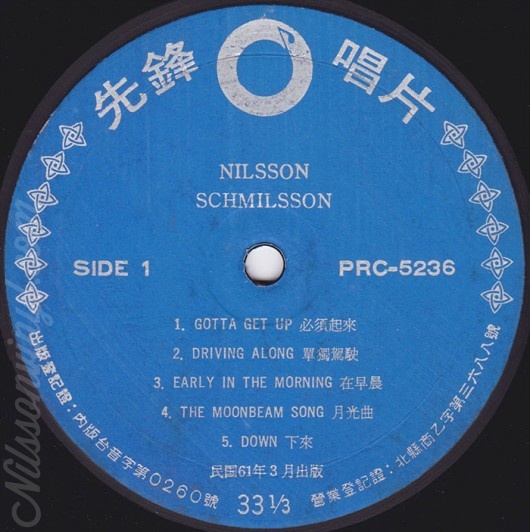 先鋒唱片
NILSSON
SCHMILSSON
SIDE 1
PRC-5236
1. GOTTA GET UP 必須起來
2. DRIVING ALONG 單獨駕駛
3. EARLY IN THE MORNING 在早晨
4. THE MOONBEAM SONG 月光曲
5. DOWN 下來
民國61年3月出版
33 1/3
出版登記證：內版台音字第0260號
營業登記證：北縣商乙字第三六八八號
Nilssonvinyl.com